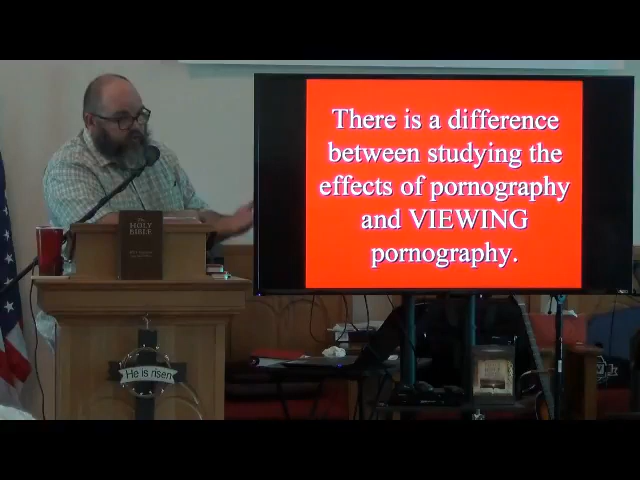 There is a difference
between studying the
effects of pornography
and VIEWING
pornography.
HOLY
BIBLE
He is risen